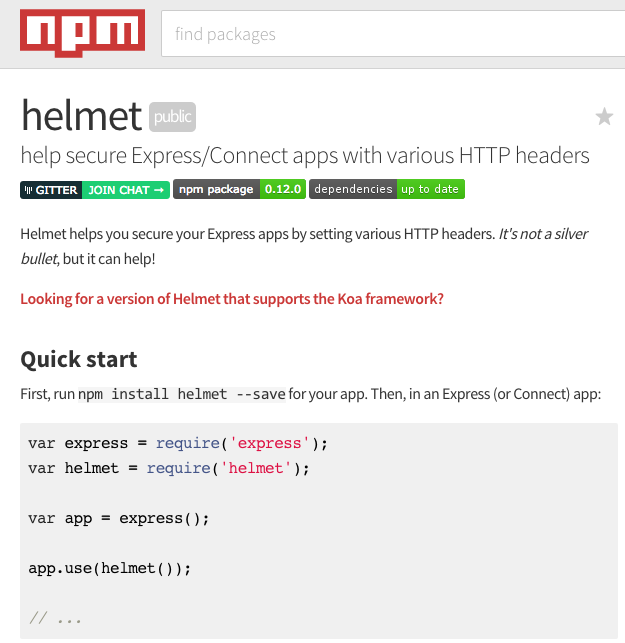 npm
find packages
helmet public
help secure Express/Connect apps with various HTTP headers
GITTER JOIN CHAT → npm package 0.12.0 dependencies up to date
Helmet helps you secure your Express apps by setting various HTTP headers. It's not a silver
bullet, but it can help!
Looking for a version of Helmet that supports the Koa framework?
Quick start
First, run npm install helmet --save for your app. Then, in an Express (or Connect) app:
var express = require('express');
var helmet = require('helmet');
var app = express();
app.use(helmet());
// ...